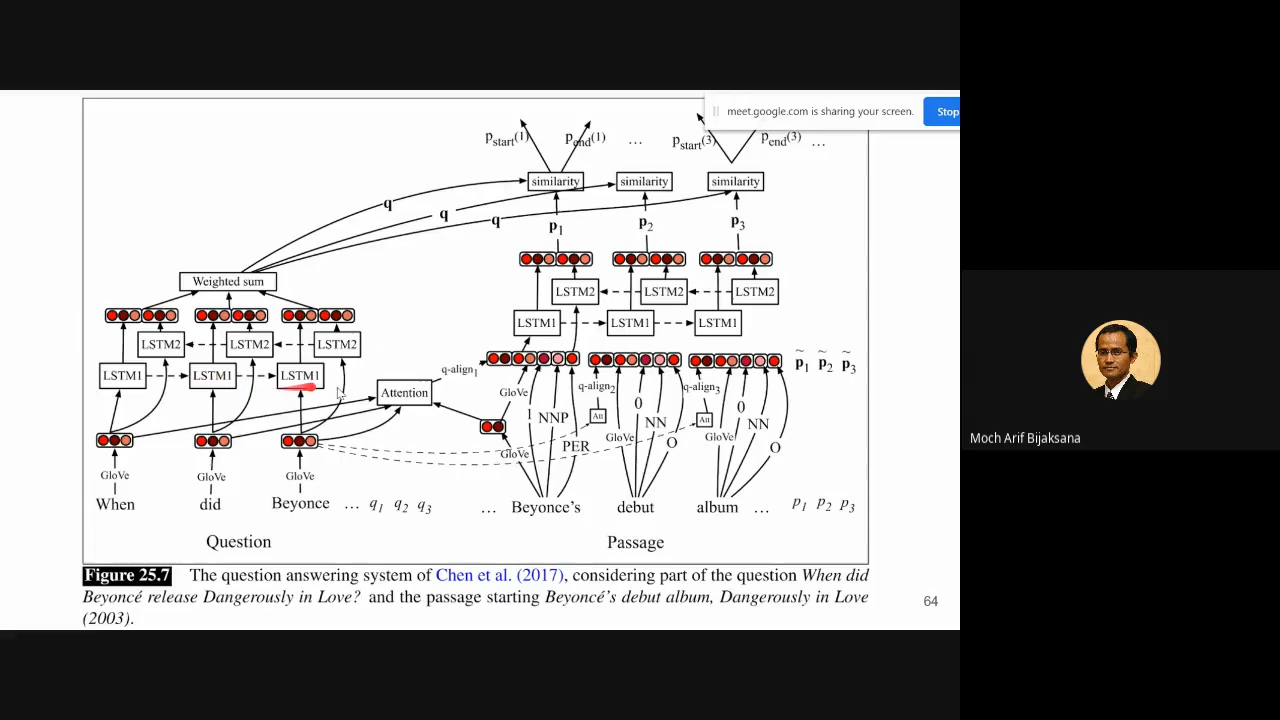 meet.google.com is sharing your screen. Stop
pstart(1) pend(1) … pstart(3) pend(3) …
similarity similarity similarity
q q q
p1 p2 p3
Weighted sum
LSTM2 LSTM2 LSTM2
LSTM1 LSTM1 LSTM1
LSTM2 LSTM2 LSTM2
LSTM1 LSTM1 LSTM1
Attention
q-align1 q-align2 q-align3
p̃1 p̃2 p̃3
GloVe NNP PER
Att 0 NN O
Att 0 NN O
GloVe GloVe GloVe
GloVe GloVe GloVe
When did Beyonce … q1 q2 q3
… Beyonce's debut album … p1 p2 p3
Question Passage
Figure 25.7 The question answering system of Chen et al. (2017), considering part of the question When did
Beyoncé release Dangerously in Love? and the passage starting Beyoncé's debut album, Dangerously in Love
(2003).
64
Moch Arif Bijaksana